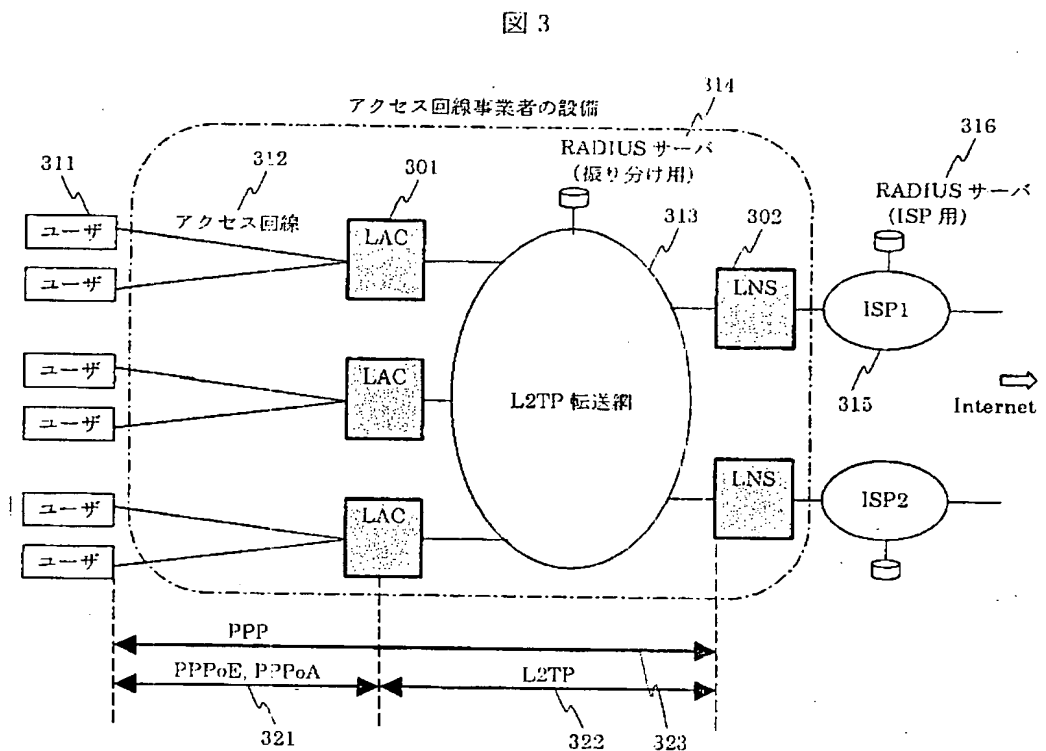 図 3
314
アクセス回線事業者の設備
316
311
312
301
RADIUS サーバ
(振り分け用)
RADIUS サーバ
(ISP 用)
313
302
ユーザ
アクセス回線
LAC
ユーザ
LNS
ISP1
ユーザ
LAC
315
L2TP 転送網
Internet
ユーザ
LNS
ISP2
ユーザ
LAC
ユーザ
PPP
PPPoE, PPPoA
L2TP
321
322
323